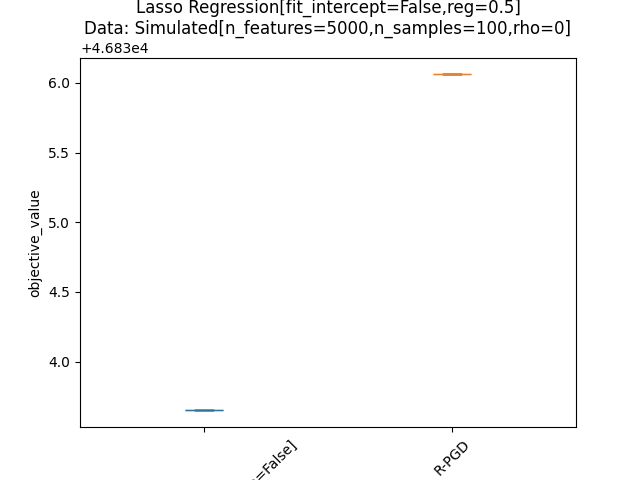 Lasso Regression[fit_intercept=False,reg=0.5]
Data: Simulated[n_features=5000,n_samples=100,rho=0]
+4.683e4
6.0
5.5
5.0
4.5
4.0
objective_value
=False]
R-PGD